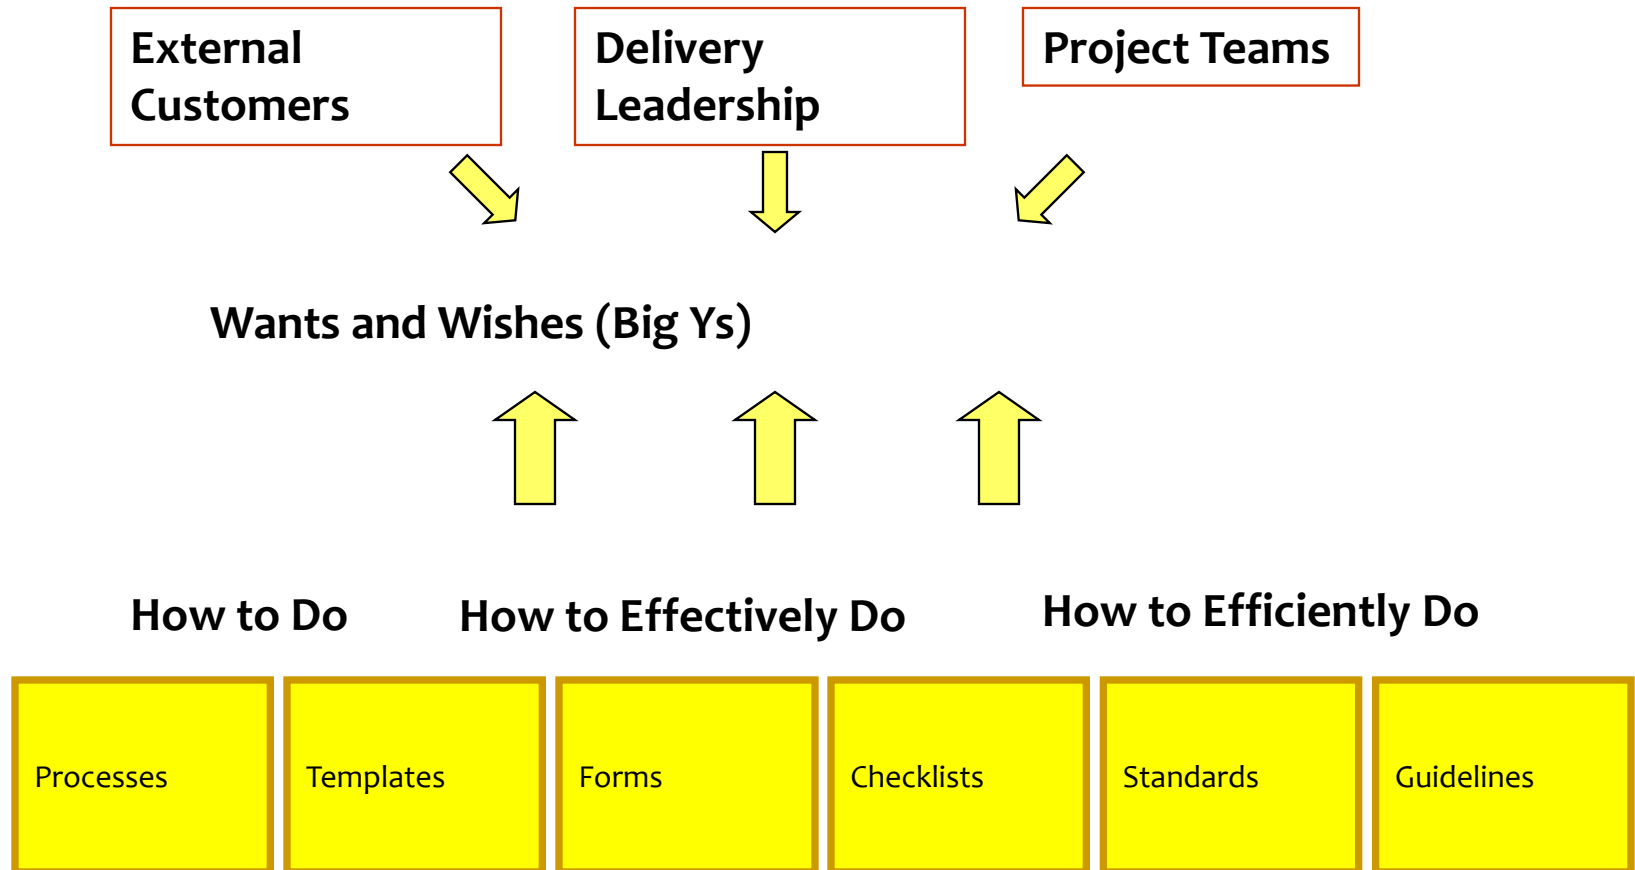 External
Customers
Delivery
Leadership
Project Teams
Wants and Wishes (Big Ys)
How to Do
How to Effectively Do
How to Efficiently Do
Processes
Templates
Forms
Checklists
Standards
Guidelines